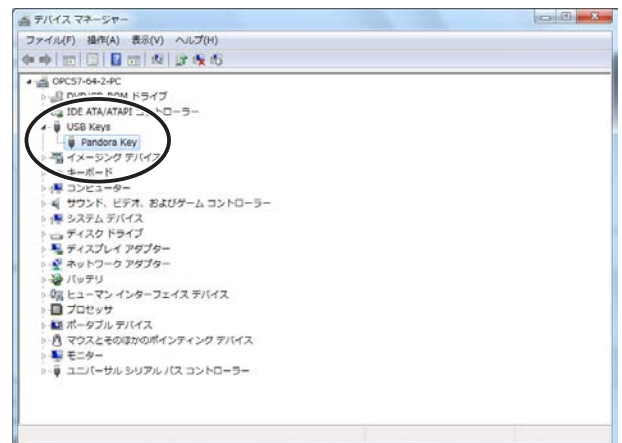 デバイス マネージャー
ファイル(F) 操作(A) 表示(V) ヘルプ(H)
OPCS7-64-2-PC
DVD/CD-ROM ドライブ
IDE ATA/ATAPI コントローラー
USB Keys
Pandora Key
イメージング デバイス
キーボード
コンピューター
サウンド、ビデオ、およびゲーム コントローラー
システム デバイス
ディスク ドライブ
ディスプレイ アダプター
ネットワーク アダプター
バッテリ
ヒューマン インターフェイス デバイス
プロセッサ
ポータブル デバイス
マウスとそのほかのポインティング デバイス
モニター
ユニバーサル シリアル バス コントローラー